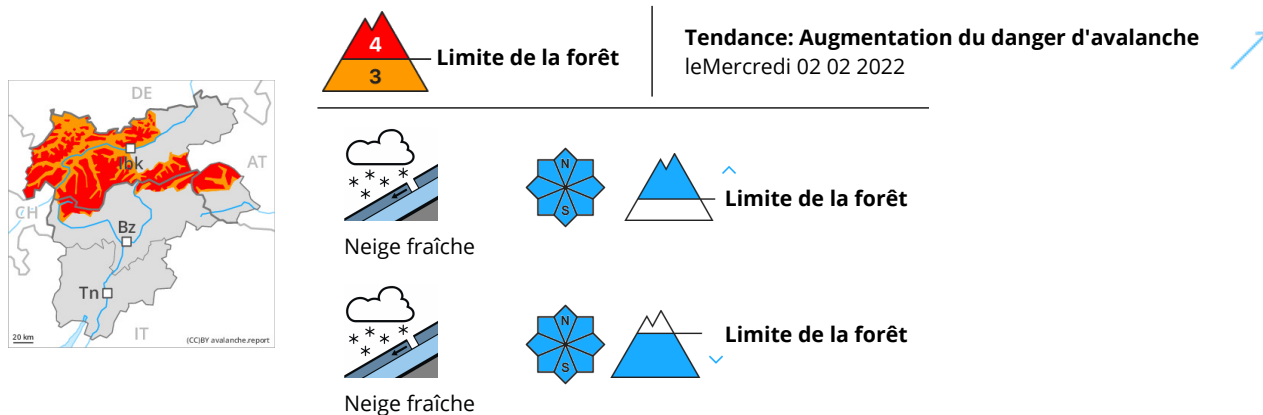 4
3
Limite de la forêt
Tendance: Augmentation du danger d'avalanche
leMercredi 02 02 2022
DE
Ibk
AT
CH
Bz
Tn
IT
20 km
(CC)BY avalanche.report
N
S
Limite de la forêt
Neige fraîche
N
S
Limite de la forêt
Neige fraîche